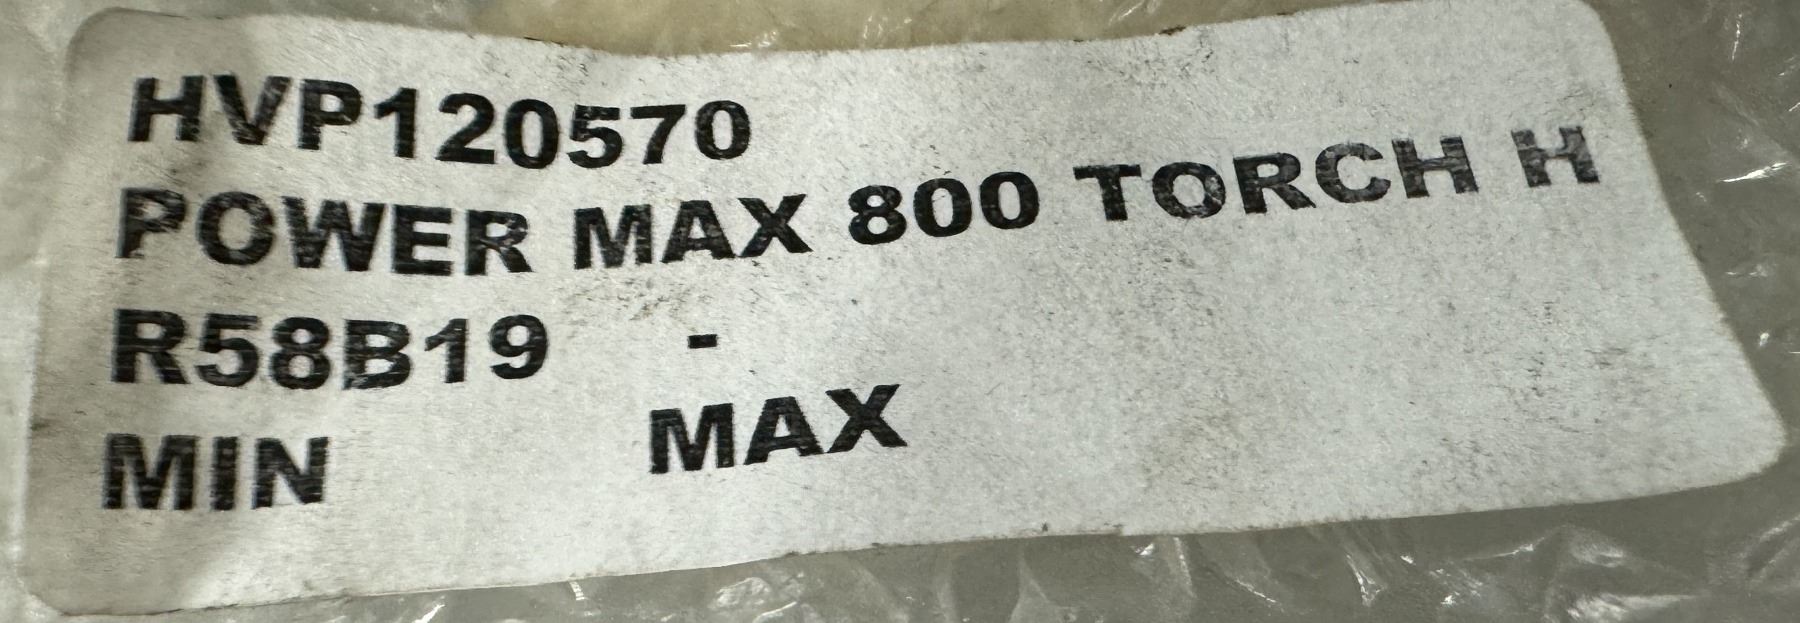 HVP120570
POWER MAX 800 TORCH H
R58B19 -
MIN MAX